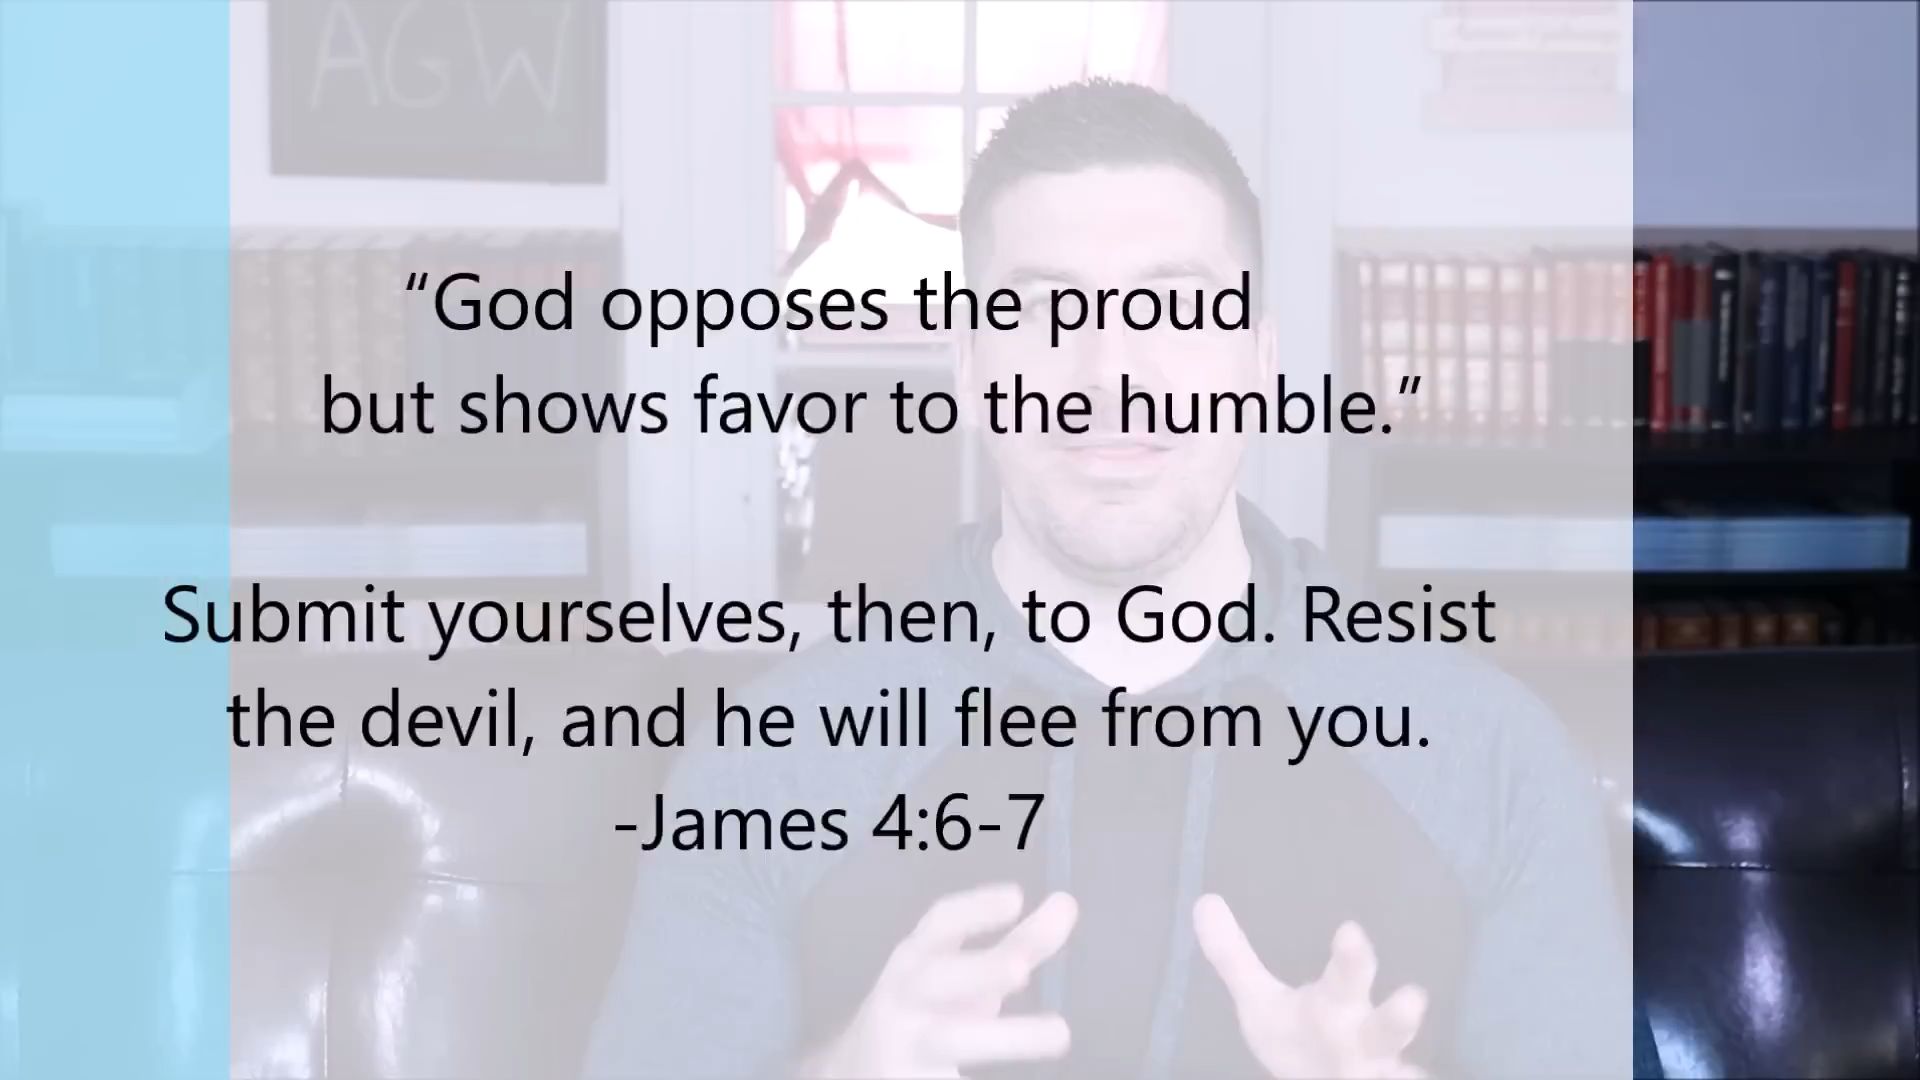 AGW
“God opposes the proud
but shows favor to the humble.”
Submit yourselves, then, to God. Resist
the devil, and he will flee from you.
-James 4:6-7